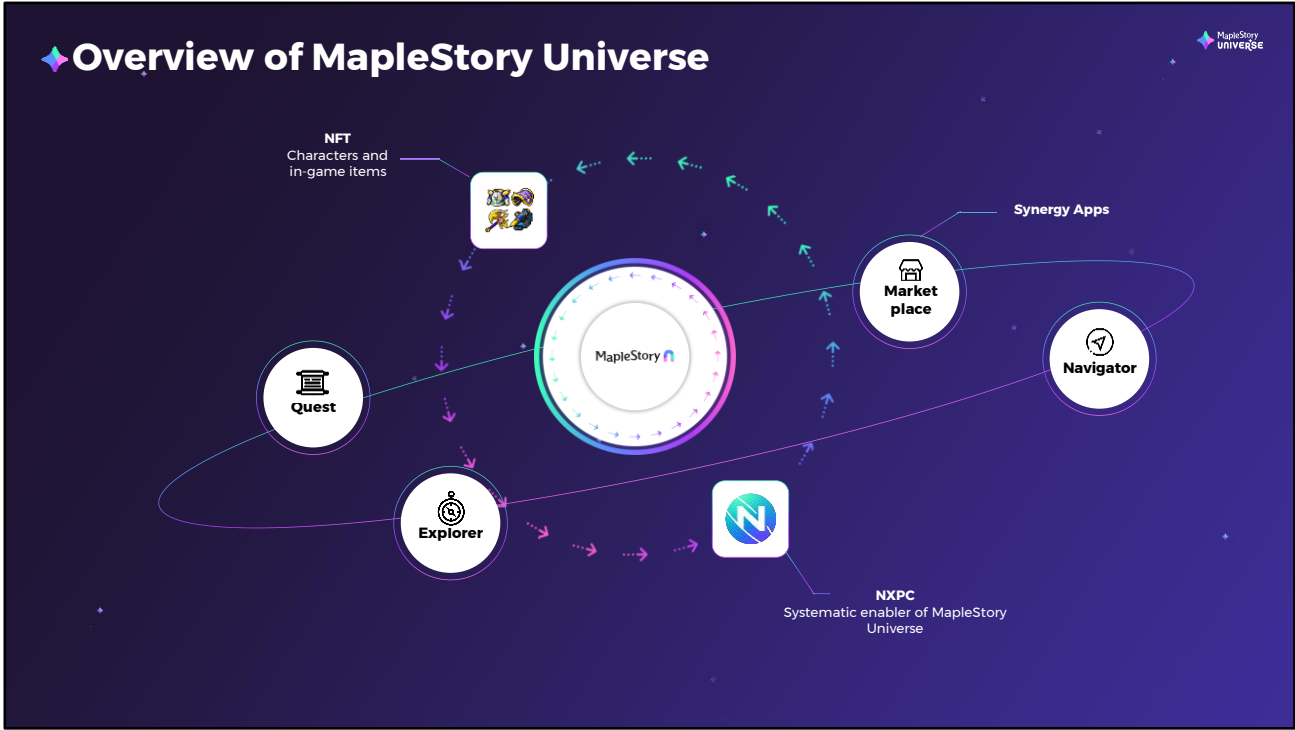 Overview of MapleStory Universe
MapleStory
UNIVERSE
NFT
Characters and
in-game items
Synergy Apps
Market
place
Navigator
MapleStory n
Quest
Explorer
N
NXPC
Systematic enabler of MapleStory
Universe